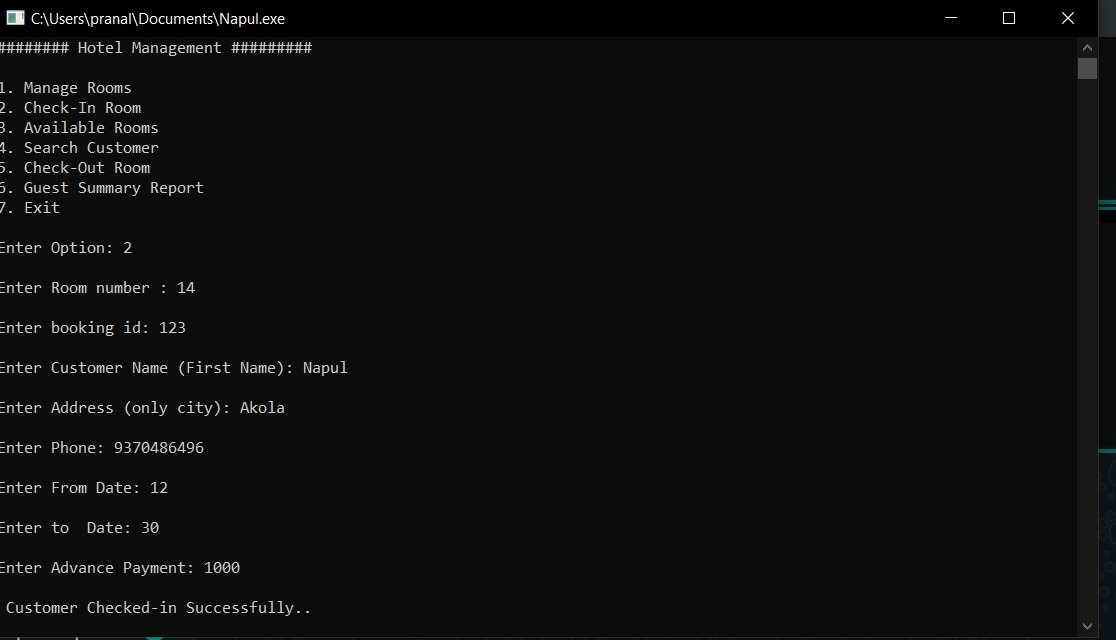 C:\Users\pranal\Documents\Napul.exe
######## Hotel Management #########
1. Manage Rooms
2. Check-In Room
3. Available Rooms
4. Search Customer
5. Check-Out Room
6. Guest Summary Report
7. Exit
Enter Option: 2
Enter Room number : 14
Enter booking id: 123
Enter Customer Name (First Name): Napul
Enter Address (only city): Akola
Enter Phone: 9370486496
Enter From Date: 12
Enter to  Date: 30
Enter Advance Payment: 1000
Customer Checked-in Successfully..